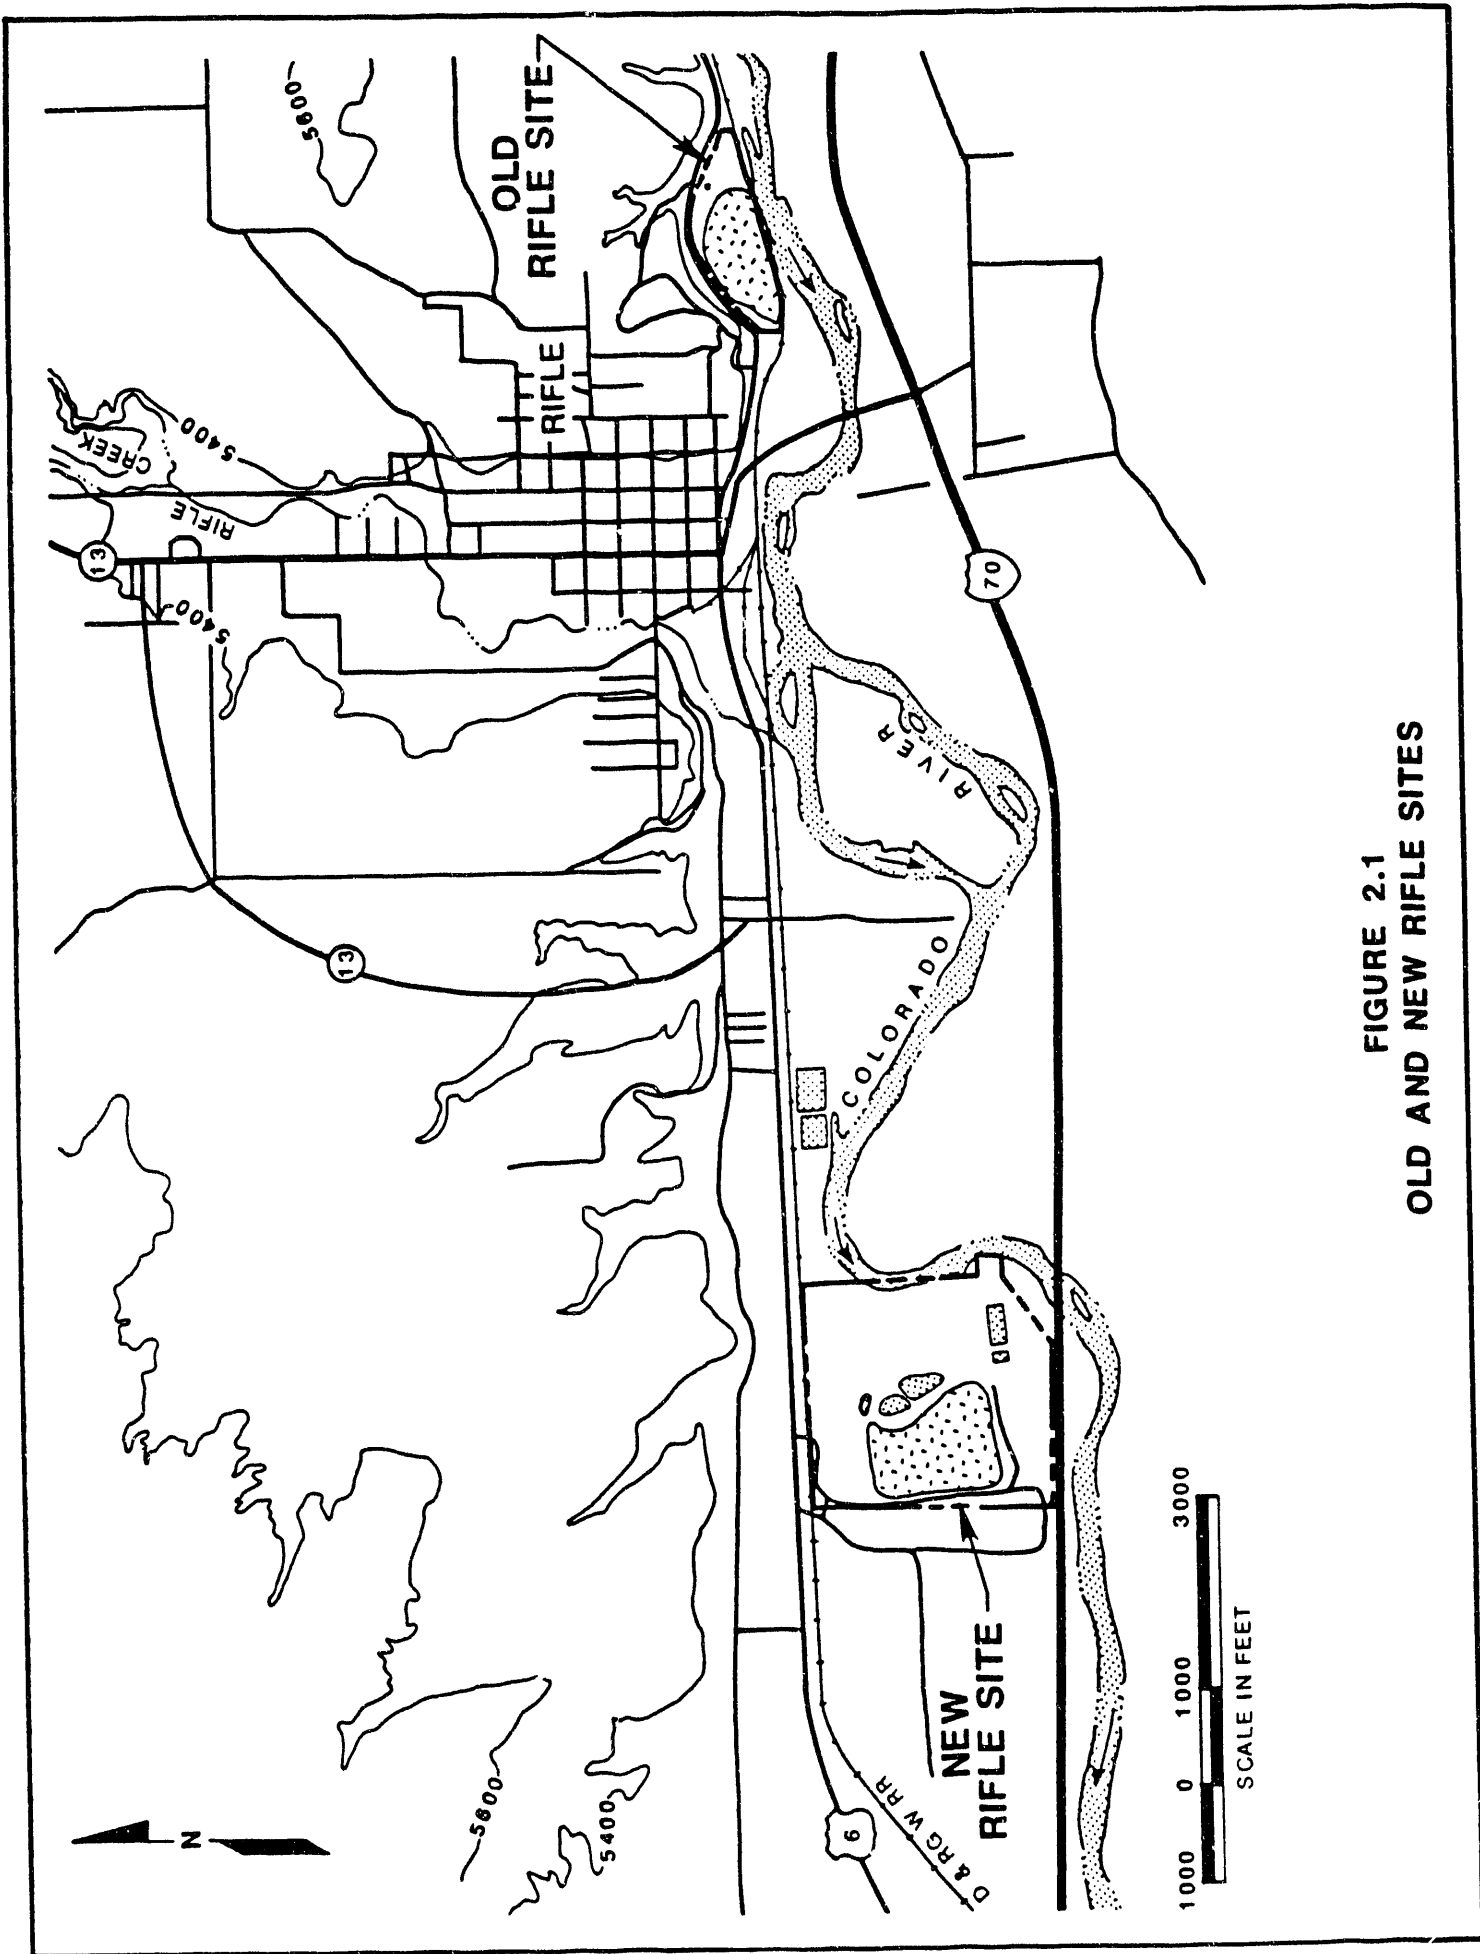 5600
OLD
RIFLE SITE
CREEK
RIFLE
5400
13
RIFLE
5400
13
70
RIVER
COLORADO
5600
5400
N
6
D & RG W RR
NEW
RIFLE SITE
1000 0 1000 3000
SCALE IN FEET
FIGURE 2.1
OLD AND NEW RIFLE SITES